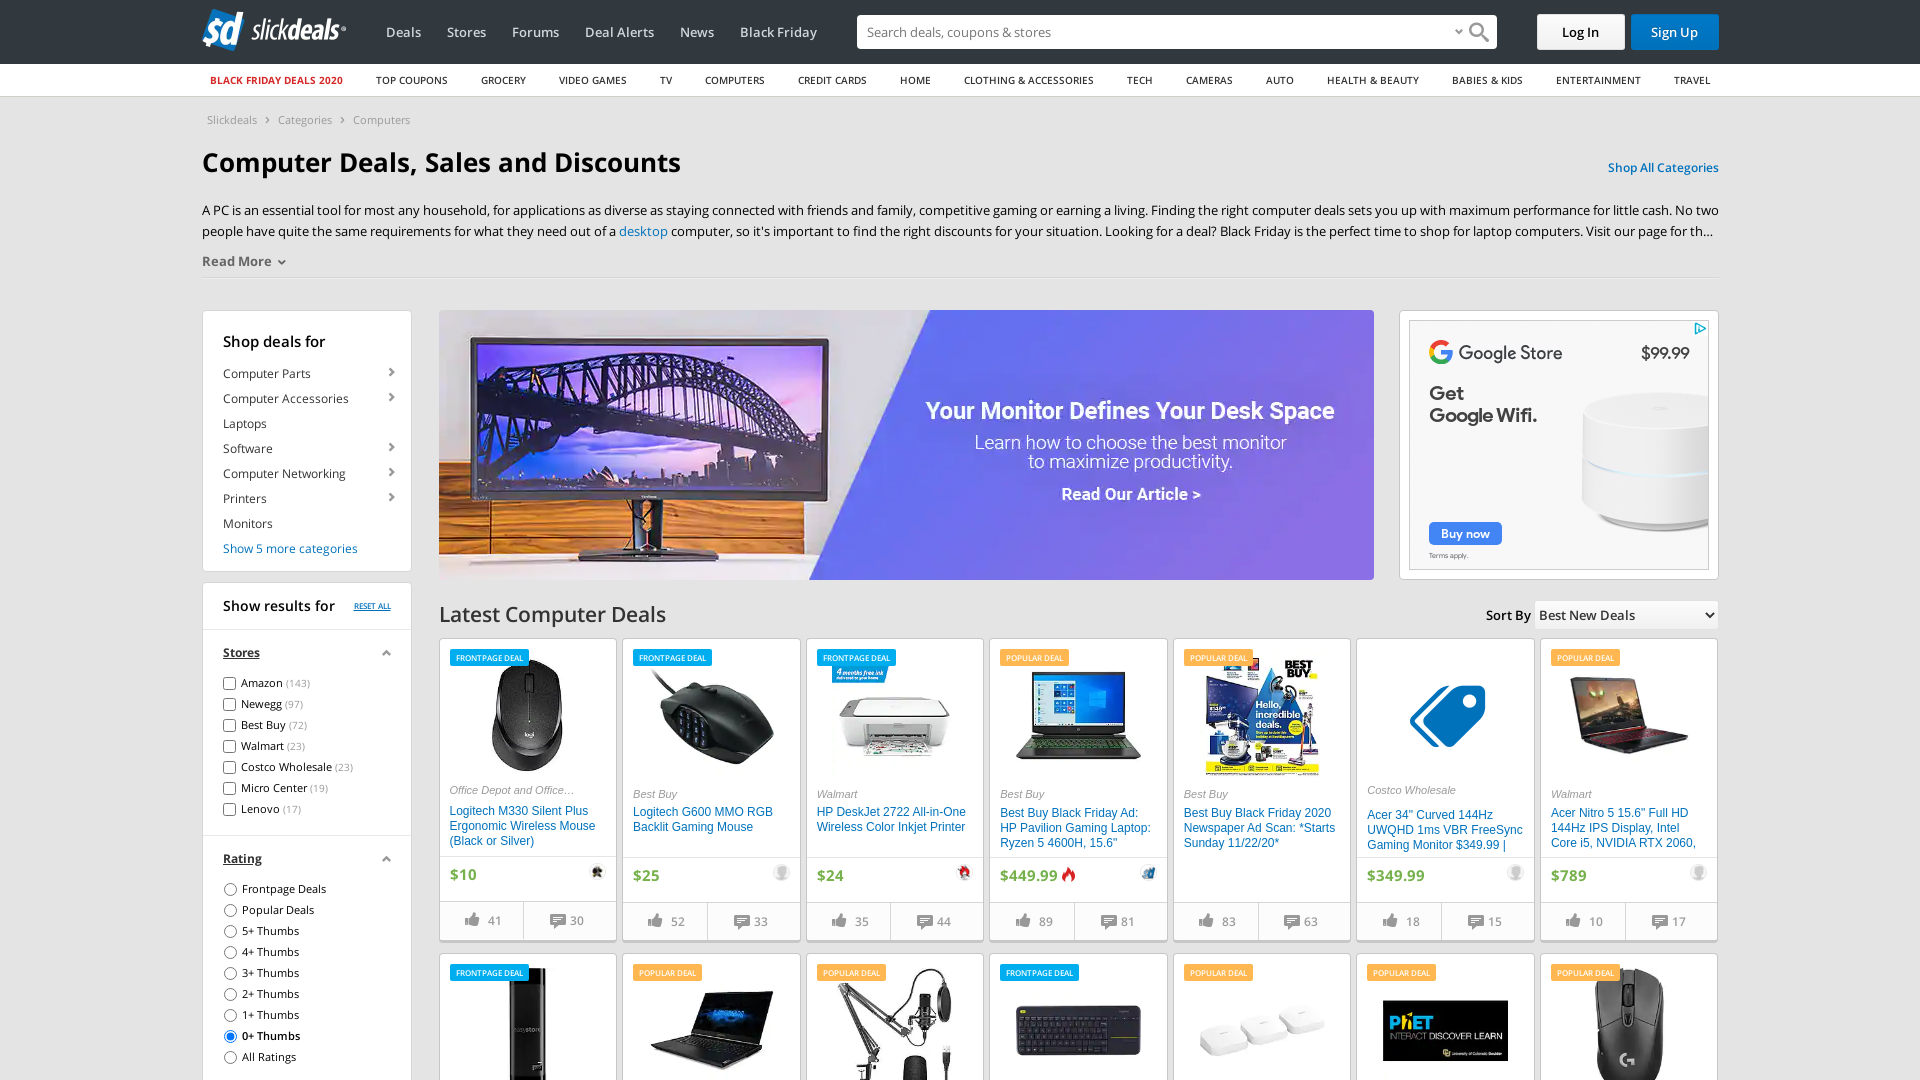 sd slickdeals
Deals
Stores
Forums
Deal Alerts
News
Black Friday
Search deals, coupons & stores
Log In
Sign Up
BLACK FRIDAY DEALS 2020
TOP COUPONS
GROCERY
VIDEO GAMES
TV
COMPUTERS
CREDIT CARDS
HOME
CLOTHING & ACCESSORIES
TECH
CAMERAS
AUTO
HEALTH & BEAUTY
BABIES & KIDS
ENTERTAINMENT
TRAVEL
Slickdeals > Categories > Computers
Computer Deals, Sales and Discounts
Shop All Categories
A PC is an essential tool for most any household, for applications as diverse as staying connected with friends and family, competitive gaming or earning a living. Finding the right computer deals sets you up with maximum performance for little cash. No two
people have quite the same requirements for what they need out of a desktop computer, so it's important to find the right discounts for your situation. Looking for a deal? Black Friday is the perfect time to shop for laptop computers. Visit our page for th...
Read More
Shop deals for
Computer Parts
Computer Accessories
Laptops
Software
Computer Networking
Printers
Monitors
Show 5 more categories
Show results for
RESET ALL
Stores
Amazon (143)
Newegg (97)
Best Buy (72)
Walmart (23)
Costco Wholesale (23)
Micro Center (19)
Lenovo (17)
Rating
Frontpage Deals
Popular Deals
5+ Thumbs
4+ Thumbs
3+ Thumbs
2+ Thumbs
1+ Thumbs
0+ Thumbs
All Ratings
Your Monitor Defines Your Desk Space
Learn how to choose the best monitor
to maximize productivity.
Read Our Article >
Google Store
$99.99
Get
Google Wifi.
Buy now
Terms apply.
Latest Computer Deals
Sort By
Best New Deals
FRONTPAGE DEAL
logi
Office Depot and Office…
Logitech M330 Silent Plus
Ergonomic Wireless Mouse
(Black or Silver)
$10
41
30
FRONTPAGE DEAL
Best Buy
Logitech G600 MMO RGB
Backlit Gaming Mouse
$25
52
33
FRONTPAGE DEAL
4 months free ink
delivered to your home
Walmart
HP DeskJet 2722 All-in-One
Wireless Color Inkjet Printer
$24
35
44
POPULAR DEAL
Best Buy
Best Buy Black Friday Ad:
HP Pavilion Gaming Laptop:
Ryzen 5 4600H, 15.6"
$449.99
89
81
POPULAR DEAL
BEST
BUY
Hello,
incredible
deals.
Best Buy
Best Buy Black Friday 2020
Newspaper Ad Scan: *Starts
Sunday 11/22/20*
83
63
Costco Wholesale
Acer 34" Curved 144Hz
UWQHD 1ms VBR FreeSync
Gaming Monitor $349.99 |
$349.99
18
15
POPULAR DEAL
Walmart
Acer Nitro 5 15.6" Full HD
144Hz IPS Display, Intel
Core i5, NVIDIA RTX 2060,
$789
10
17
FRONTPAGE DEAL
easystore
POPULAR DEAL
POPULAR DEAL
FRONTPAGE DEAL
POPULAR DEAL
POPULAR DEAL
PhET
INTERACT DISCOVER LEARN
University of Colorado Boulder
POPULAR DEAL
G